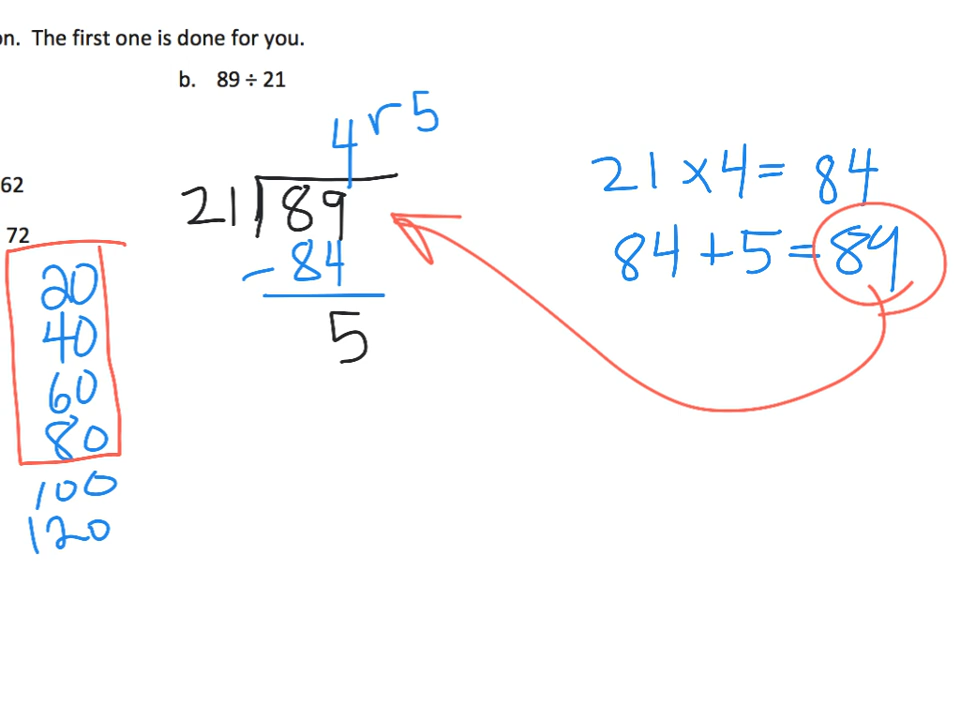 on. The first one is done for you.
b. 89 ÷ 21
62
72
20
40
60
80
100
120
4 r 5
21 89
- 84
5
21 x 4 = 84
84 + 5 = 89